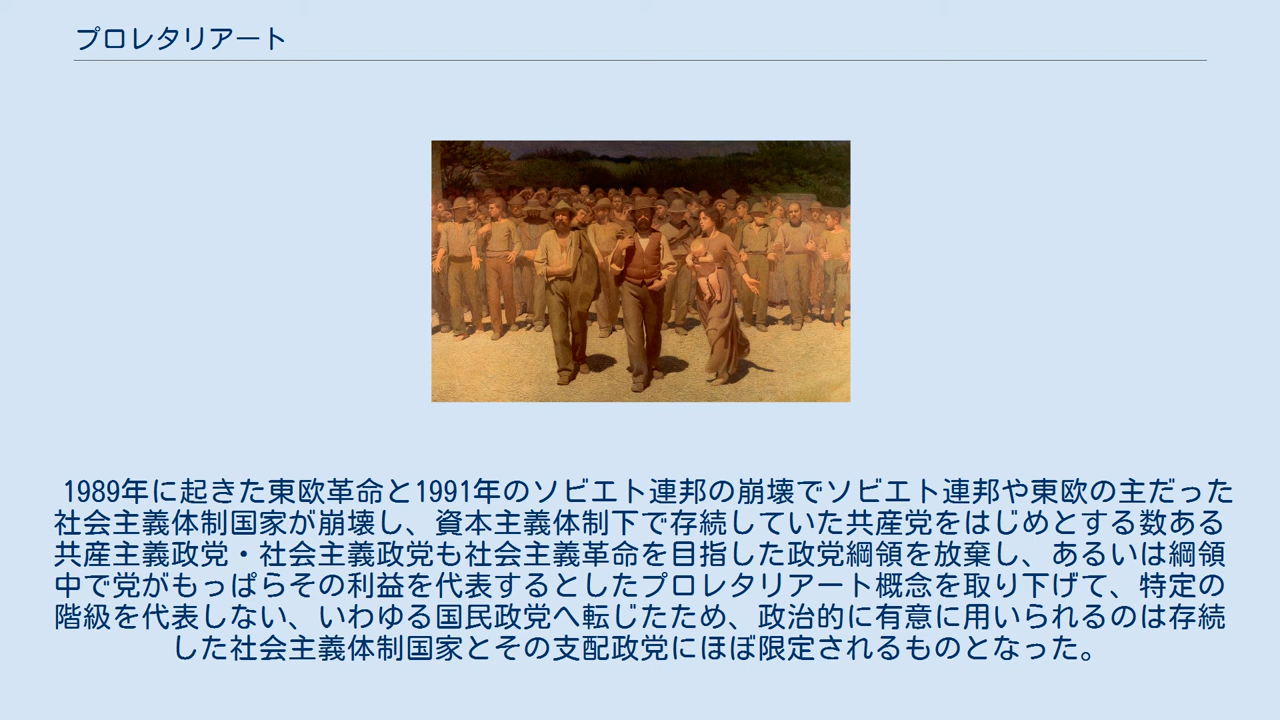 プロレタリアート
1989年に起きた東欧革命と1991年のソビエト連邦の崩壊でソビエト連邦や東欧の主だった
社会主義体制国家が崩壊し、資本主義体制下で存続していた共産党をはじめとする数ある
共産主義政党・社会主義政党も社会主義革命を目指した政党綱領を放棄し、あるいは綱領
中で党がもっぱらその利益を代表するとしたプロレタリアート概念を取り下げて、特定の
階級を代表しない、いわゆる国民政党へ転じたため、政治的に有意に用いられるのは存続
した社会主義体制国家とその支配政党にほぼ限定されるものとなった。